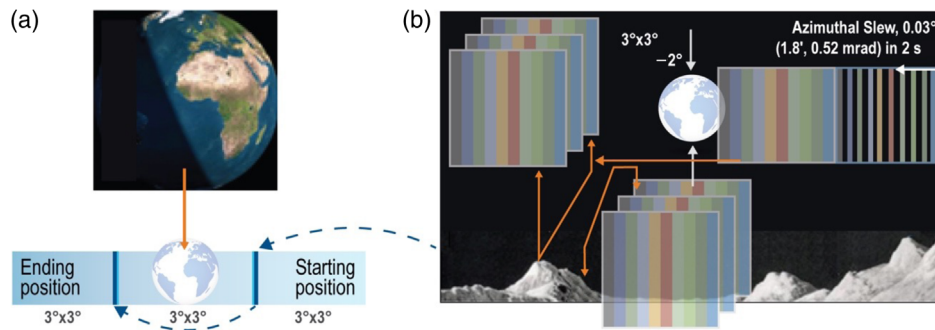 (a)
Ending
position
Starting
position
3°x3°
3°x3°
3°x3°
(b)
3°x3°
−2°
Azimuthal Slew, 0.03°
(1.8', 0.52 mrad) in 2 s